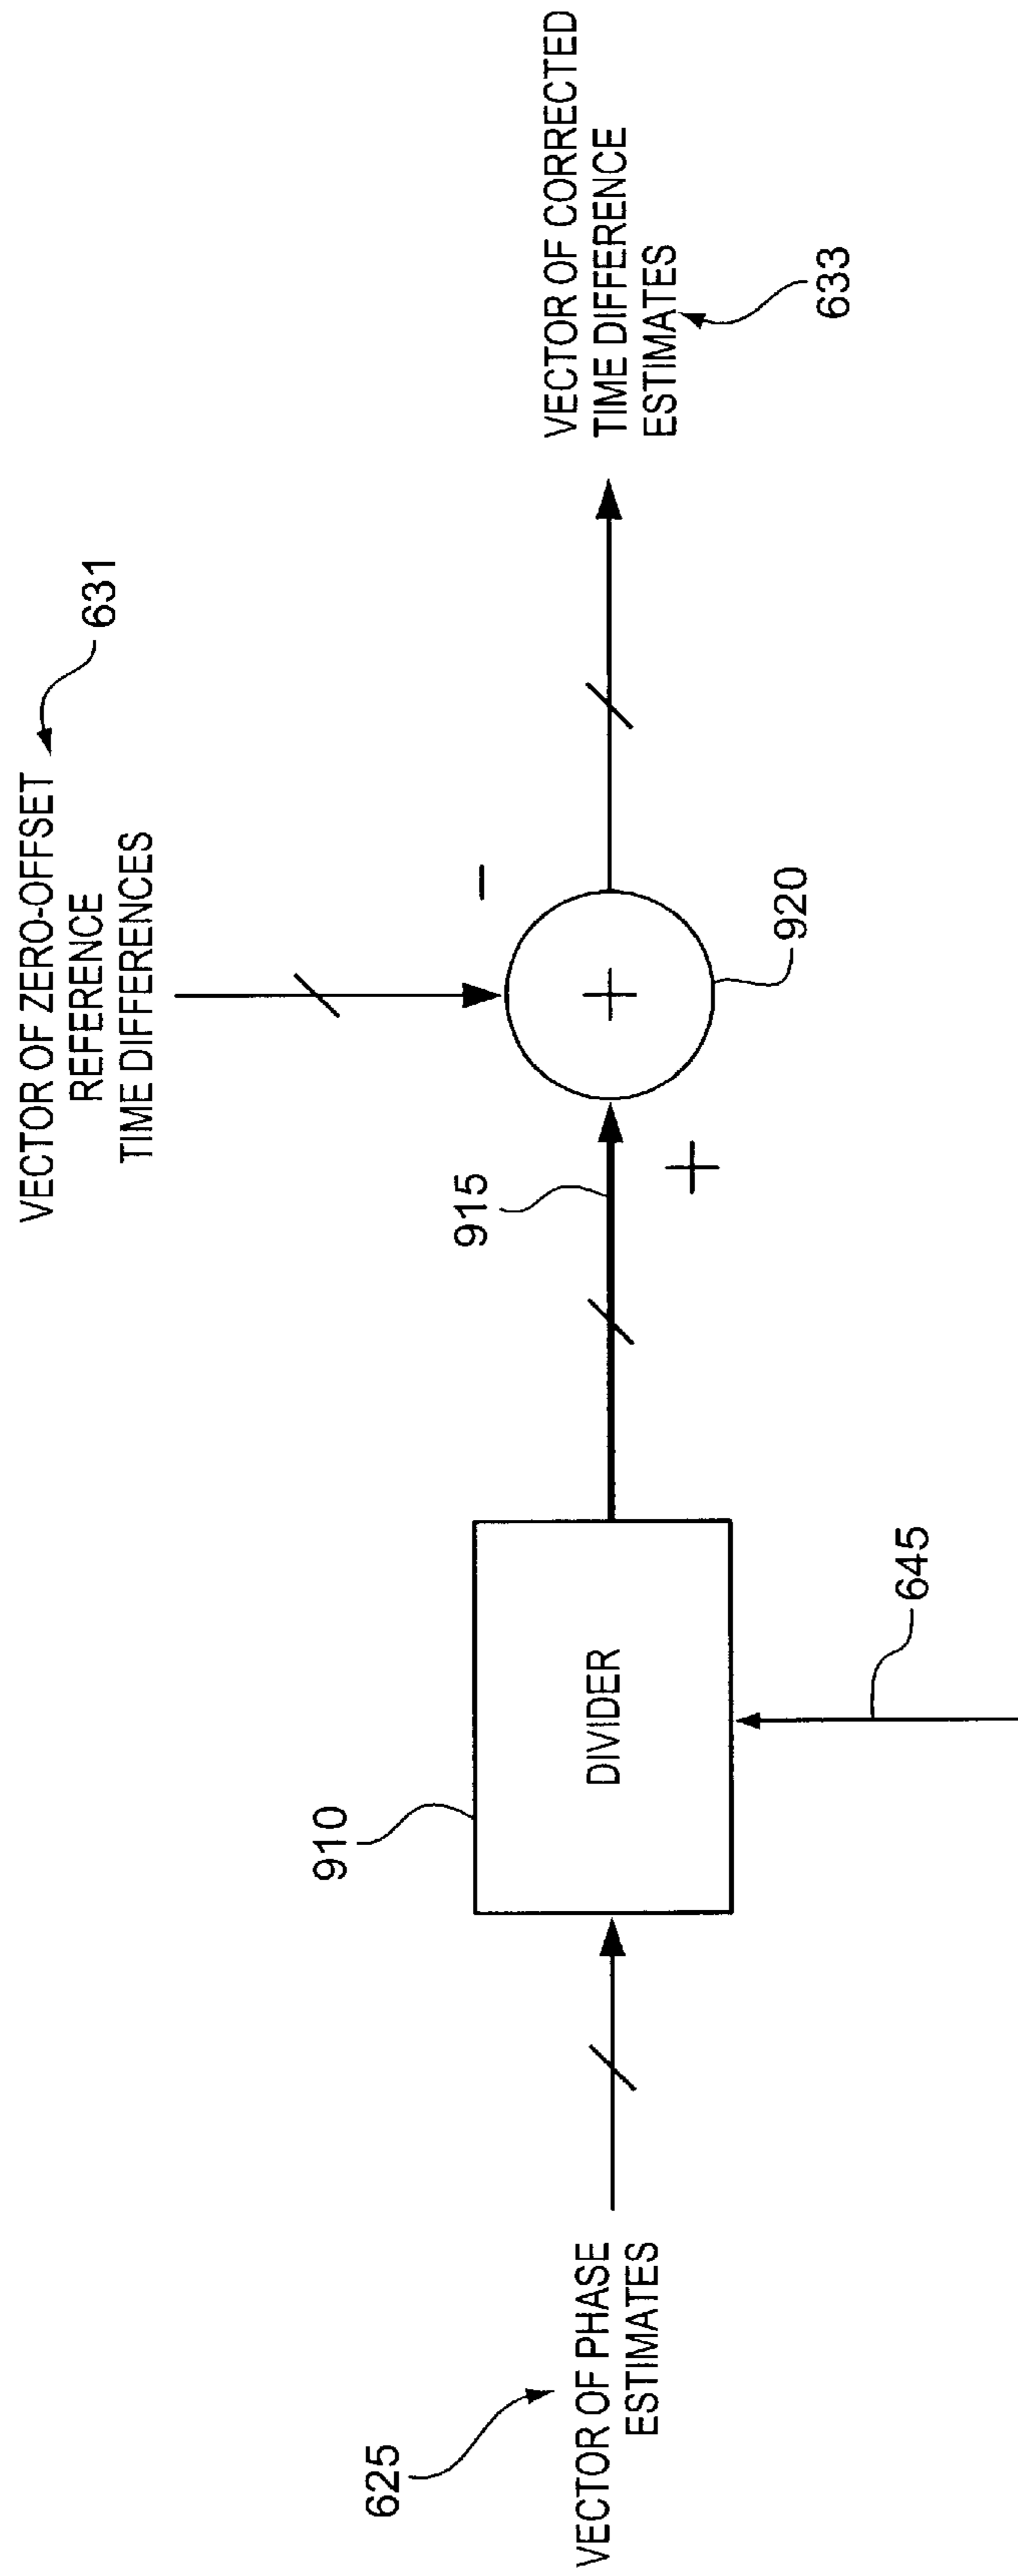 625
VECTOR OF PHASE
ESTIMATES
910
DIVIDER
645
915
+
VECTOR OF ZERO-OFFSET
REFERENCE
TIME DIFFERENCES
631
−
+
920
VECTOR OF CORRECTED
TIME DIFFERENCE
ESTIMATES
633